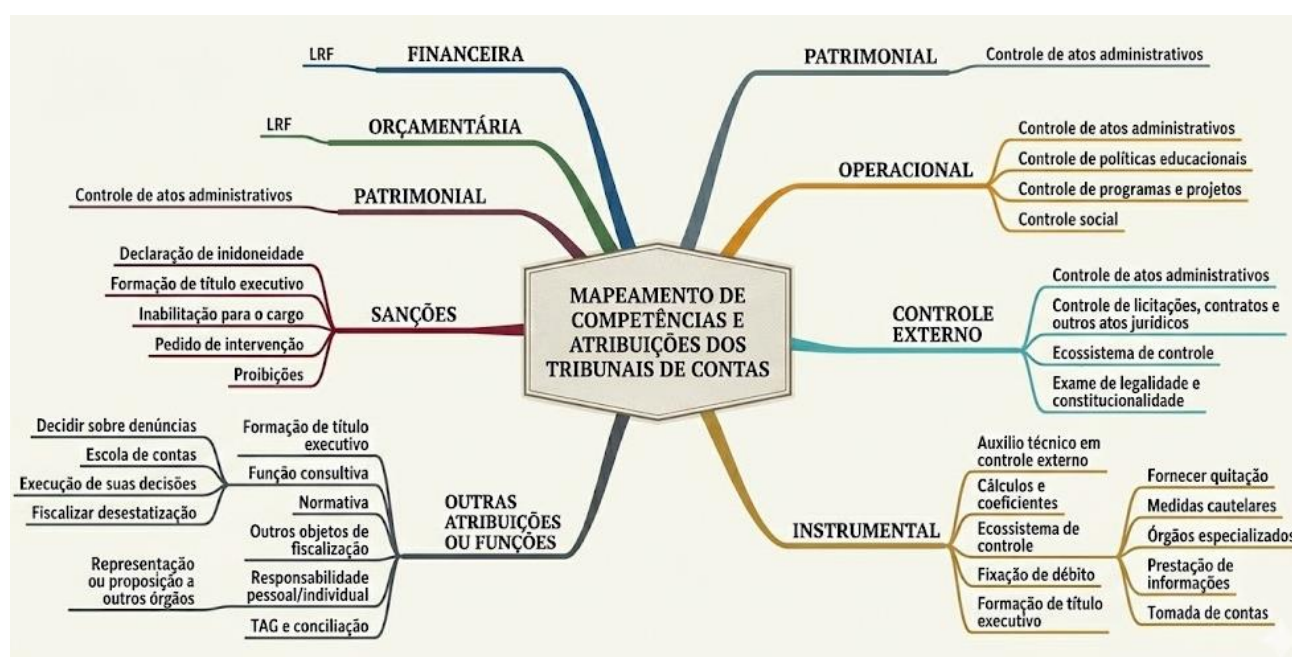 MAPEAMENTO DE
COMPETÊNCIAS E
ATRIBUIÇÕES DOS
TRIBUNAIS DE CONTAS
FINANCEIRA
LRF
ORÇAMENTÁRIA
LRF
PATRIMONIAL
Controle de atos administrativos
SANÇÕES
Declaração de inidoneidade
Formação de título executivo
Inabilitação para o cargo
Pedido de intervenção
Proibições
OUTRAS
ATRIBUIÇÕES
OU FUNÇÕES
Formação de título
executivo
Função consultiva
Normativa
Outros objetos de
fiscalização
Responsabilidade
pessoal/individual
TAG e conciliação
Decidir sobre denúncias
Escola de contas
Execução de suas decisões
Fiscalizar desestatização
Representação
ou proposição a
outros órgãos
PATRIMONIAL
Controle de atos administrativos
OPERACIONAL
Controle de atos administrativos
Controle de políticas educacionais
Controle de programas e projetos
Controle social
CONTROLE
EXTERNO
Controle de atos administrativos
Controle de licitações, contratos e
outros atos jurídicos
Ecossistema de controle
Exame de legalidade e
constitucionalidade
INSTRUMENTAL
Auxílio técnico em
controle externo
Cálculos e
coeficientes
Ecossistema de
controle
Fixação de débito
Formação de título
executivo
Fornecer quitação
Medidas cautelares
Órgãos especializados
Prestação de
informações
Tomada de contas